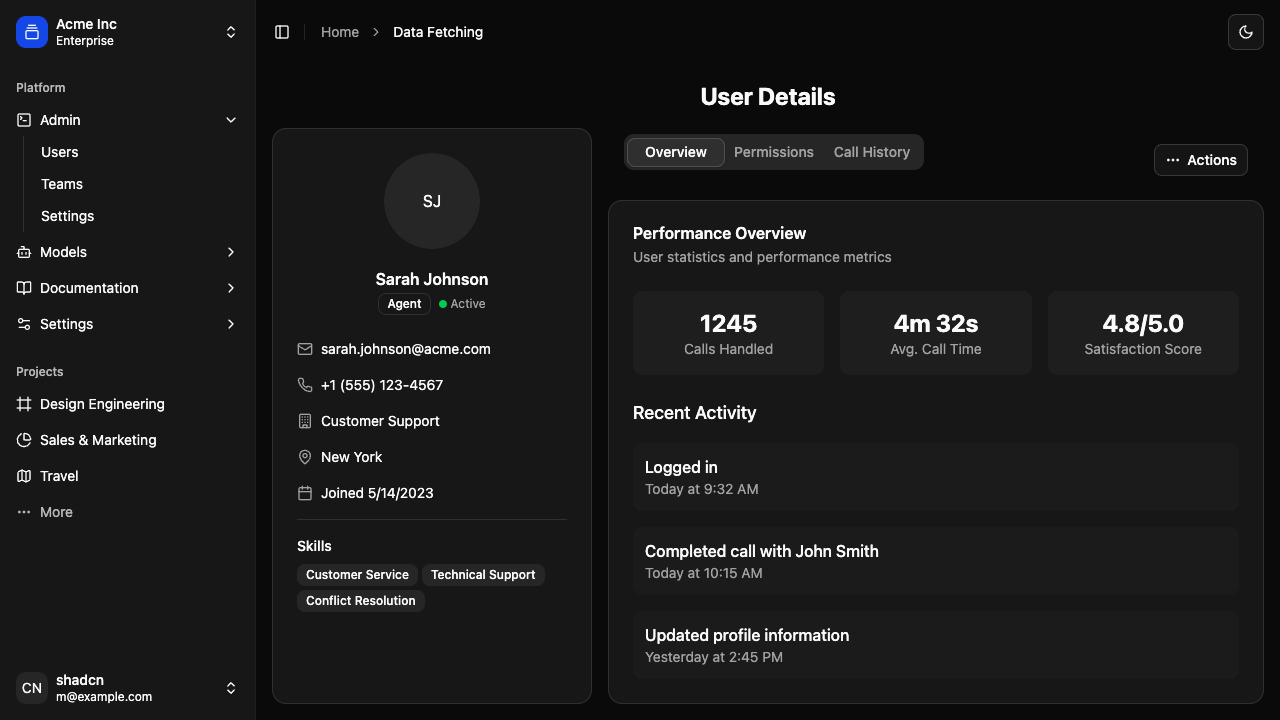 Acme Inc
Enterprise
Platform
Admin
Users
Teams
Settings
Models
Documentation
Settings
Projects
Design Engineering
Sales & Marketing
Travel
More
CN
shadcn
m@example.com
Home
Data Fetching
User Details
SJ
Sarah Johnson
Agent
Active
sarah.johnson@acme.com
+1 (555) 123-4567
Customer Support
New York
Joined 5/14/2023
Skills
Customer Service
Technical Support
Conflict Resolution
Overview
Permissions
Call History
Actions
Performance Overview
User statistics and performance metrics
1245
Calls Handled
4m 32s
Avg. Call Time
4.8/5.0
Satisfaction Score
Recent Activity
Logged in
Today at 9:32 AM
Completed call with John Smith
Today at 10:15 AM
Updated profile information
Yesterday at 2:45 PM